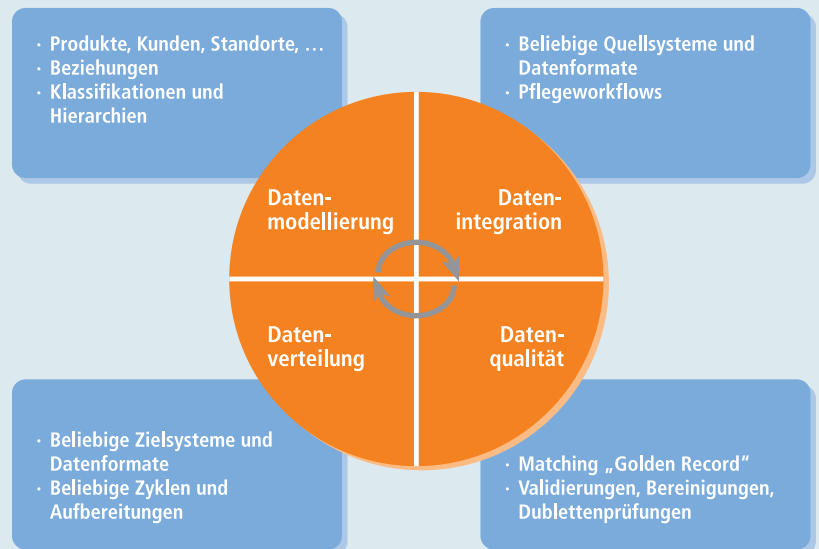 · Produkte, Kunden, Standorte, …
· Beziehungen
· Klassifikationen und
Hierarchien
· Beliebige Quellsysteme und
Datenformate
· Pflegeworkflows
Daten-
modellierung
Daten-
integration
Daten-
verteilung
Daten-
qualität
· Beliebige Zielsysteme und
Datenformate
· Beliebige Zyklen und
Aufbereitungen
· Matching „Golden Record“
· Validierungen, Bereinigungen,
Dublettenprüfungen